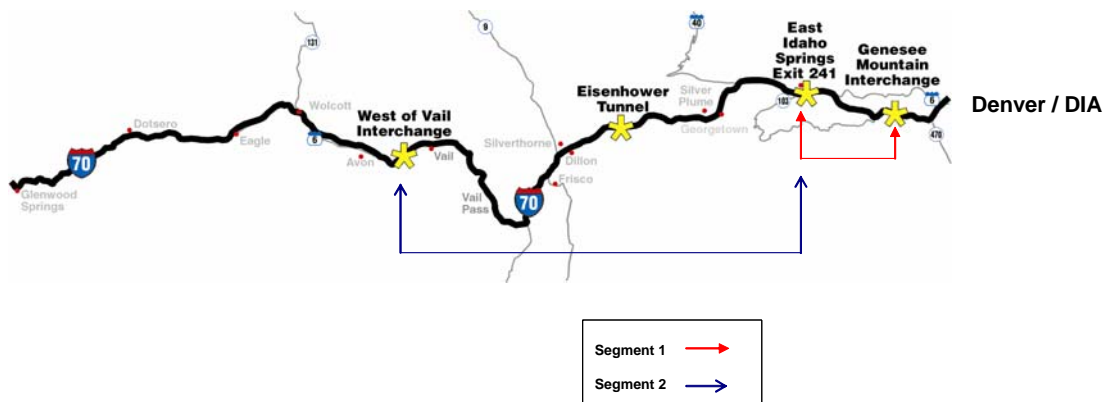 9
40
East
Idaho
Springs
Exit 241
Genesee
Mountain
Interchange
131
Eisenhower
Tunnel
Silver
Plume
103
6
Denver / DIA
Wolcott
West of Vail
Interchange
Georgetown
Dotsero
Silverthorne
470
Eagle
6
Avon
Vail
Dillon
70
Frisco
Glenwood
Springs
Vail
Pass
70
Segment 1
Segment 2